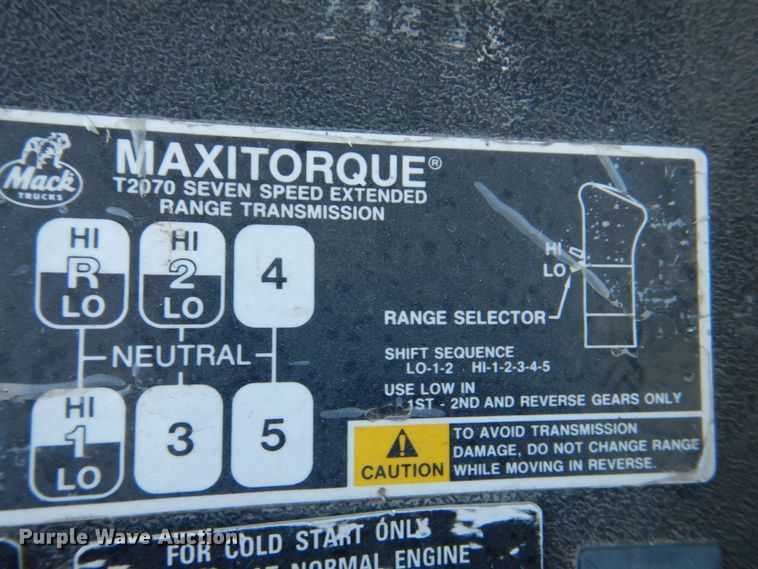 MAXITORQUE®
T2070 SEVEN SPEED EXTENDED
RANGE TRANSMISSION
Mack
TRUCKS
HI HI
R 2 4
LO LO
NEUTRAL
HI
1 3 5
LO
HI
LO
RANGE SELECTOR
SHIFT SEQUENCE
LO-1-2 HI-1-2-3-4-5
USE LOW IN
1ST - 2ND AND REVERSE GEARS ONLY
CAUTION
TO AVOID TRANSMISSION
DAMAGE, DO NOT CHANGE RANGE
WHILE MOVING IN REVERSE.
FOR COLD START ONLY
NORMAL ENGINE
Purple Wave Auction